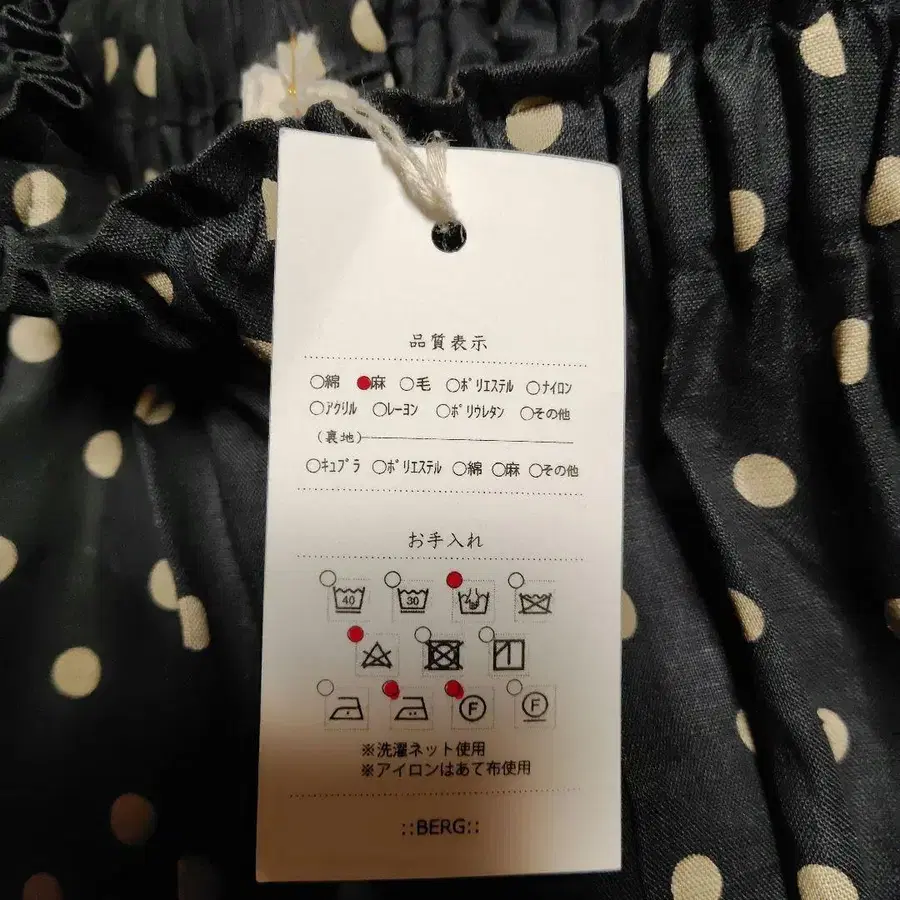 品質表示
○綿 ●麻 ○毛 ○ポリエステル ○ナイロン
○アクリル ○レーヨン ○ポリウレタン ○その他
(裏地)
○キュプラ ○ポリエステル ○綿 ○麻 ○その他
お手入れ
40 30
F F
※洗濯ネット使用
※アイロンはあて布使用
::BERG::